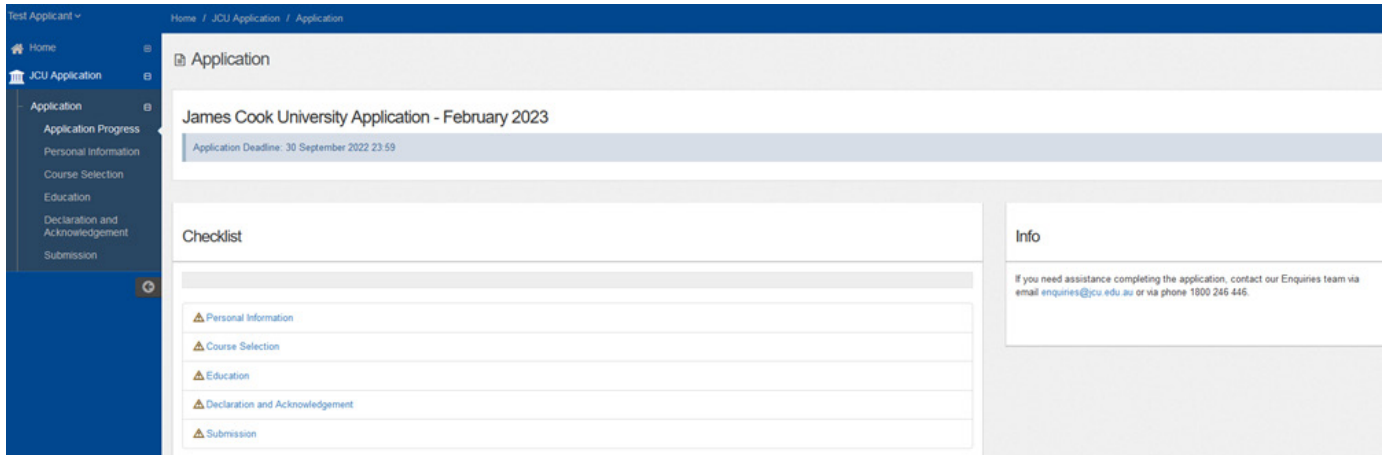 Test Applicant
Home / JCU Application / Application
Home
JCU Application
Application
Application Progress
Personal Information
Course Selection
Education
Declaration and
Acknowledgement
Submission
Application
James Cook University Application - February 2023
Application Deadline: 30 September 2022 23:59
Checklist
Personal Information
Course Selection
Education
Declaration and Acknowledgement
Submission
Info
If you need assistance completing the application, contact our Enquiries team via
email enquiries@jcu.edu.au or via phone 1800 246 446.